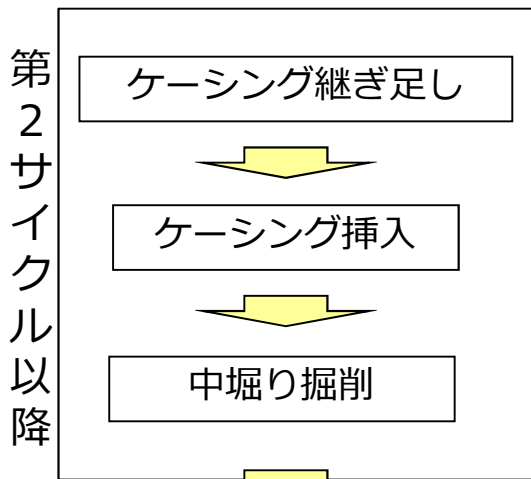 第2サイクル以降
ケーシング継ぎ足し
ケーシング挿入
中堀り掘削